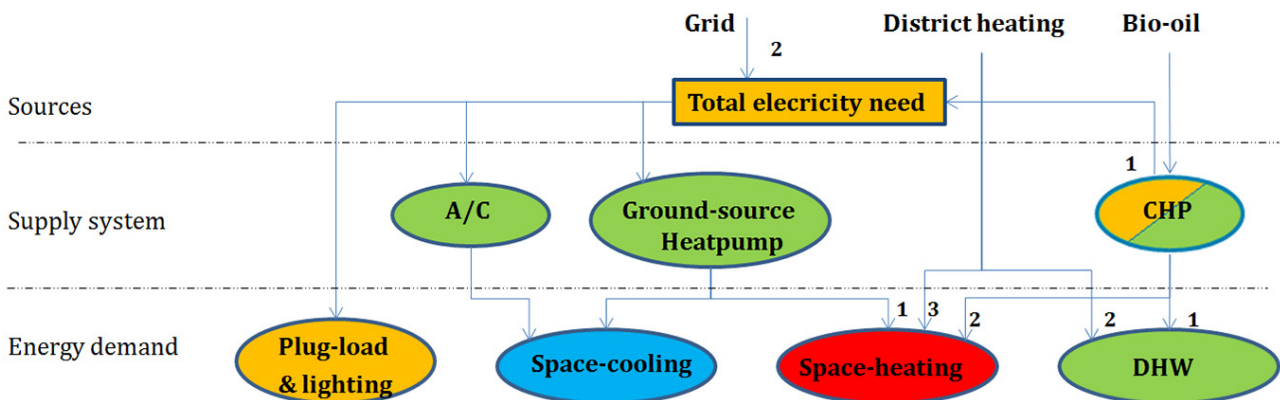 Grid
District heating
Bio-oil
2
Sources
Total elecricity need
1
Supply system
A/C
Ground-source
Heatpump
CHP
1
3
2
2
1
Energy demand
Plug-load
& lighting
Space-cooling
Space-heating
DHW